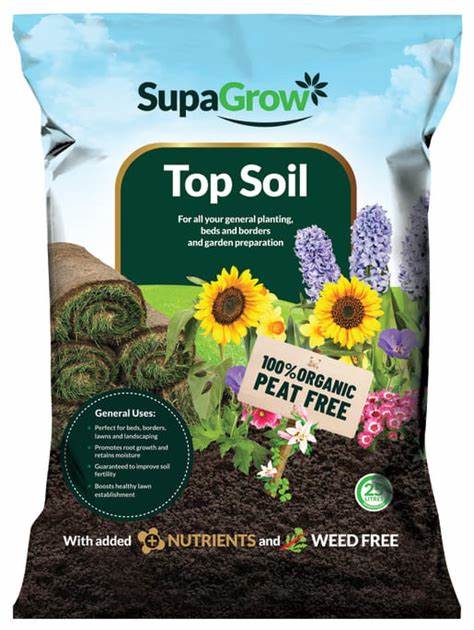 SupaGrow
Top Soil
For all your general planting,
beds and borders
and garden preparation
100% ORGANIC
PEAT FREE
General Uses:
Perfect for beds, borders,
lawns and landscaping
Promotes root growth and
retains moisture
Guaranteed to improve soil
fertility
Boosts healthy lawn
establishment
25
LITRES
With added NUTRIENTS and WEED FREE